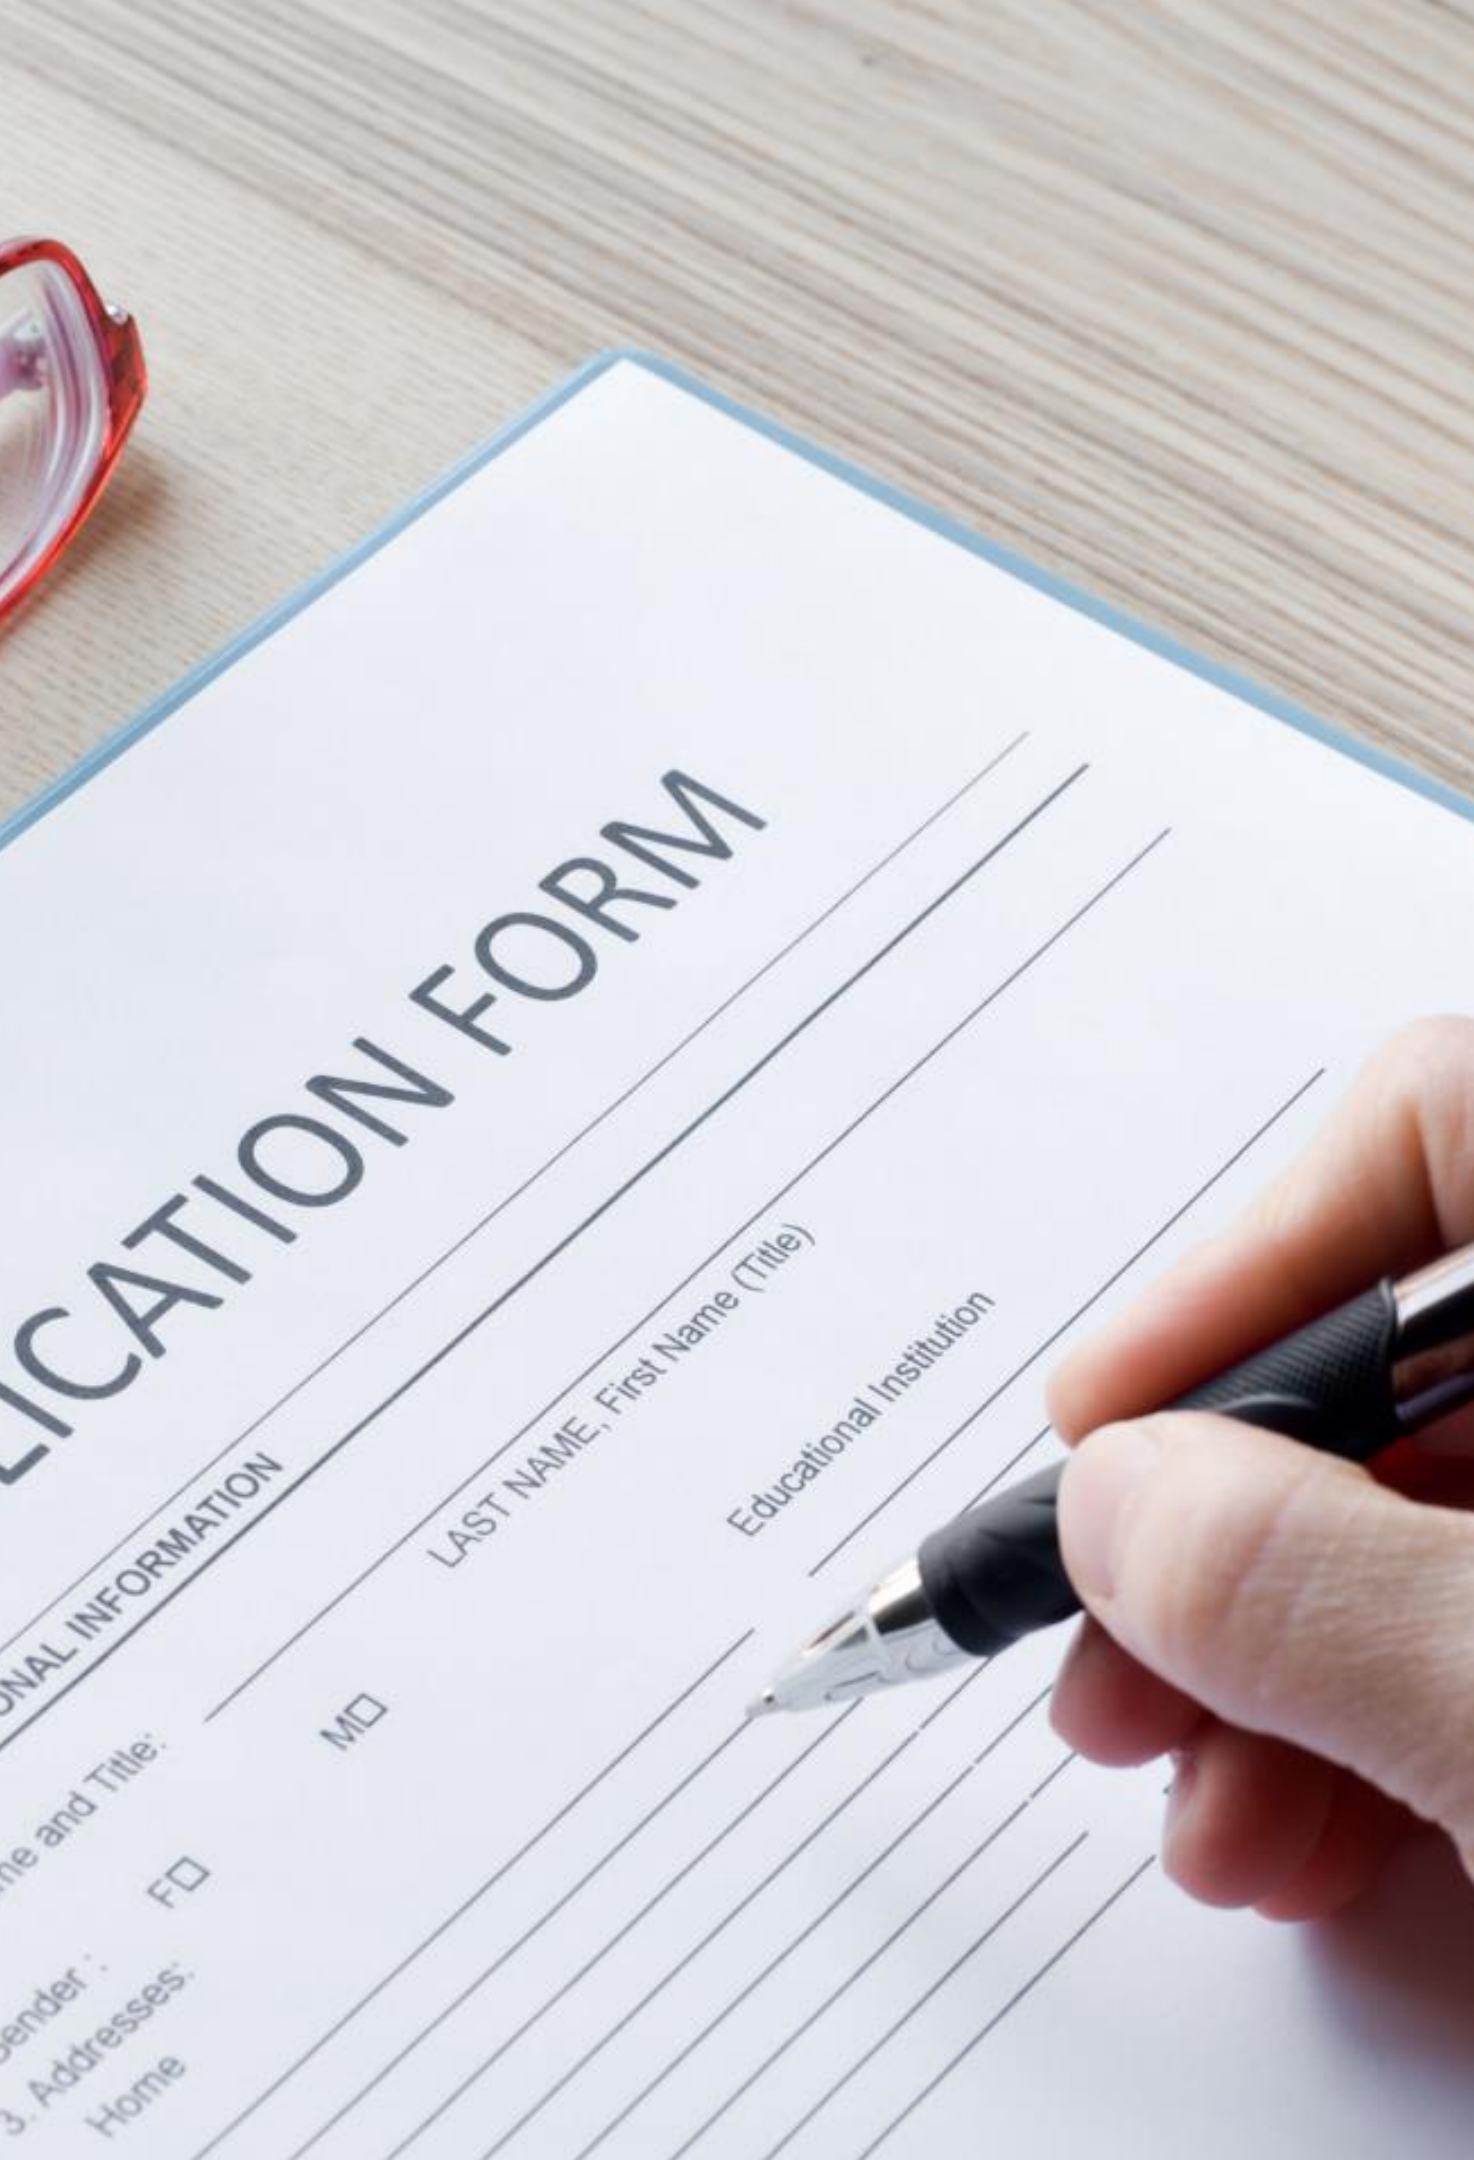 LICATION FORM
ONAL INFORMATION
me and Title:
LAST NAME, First Name (Title)
Gender : F☐ M☐
Educational Institution
3. Addresses:
Home